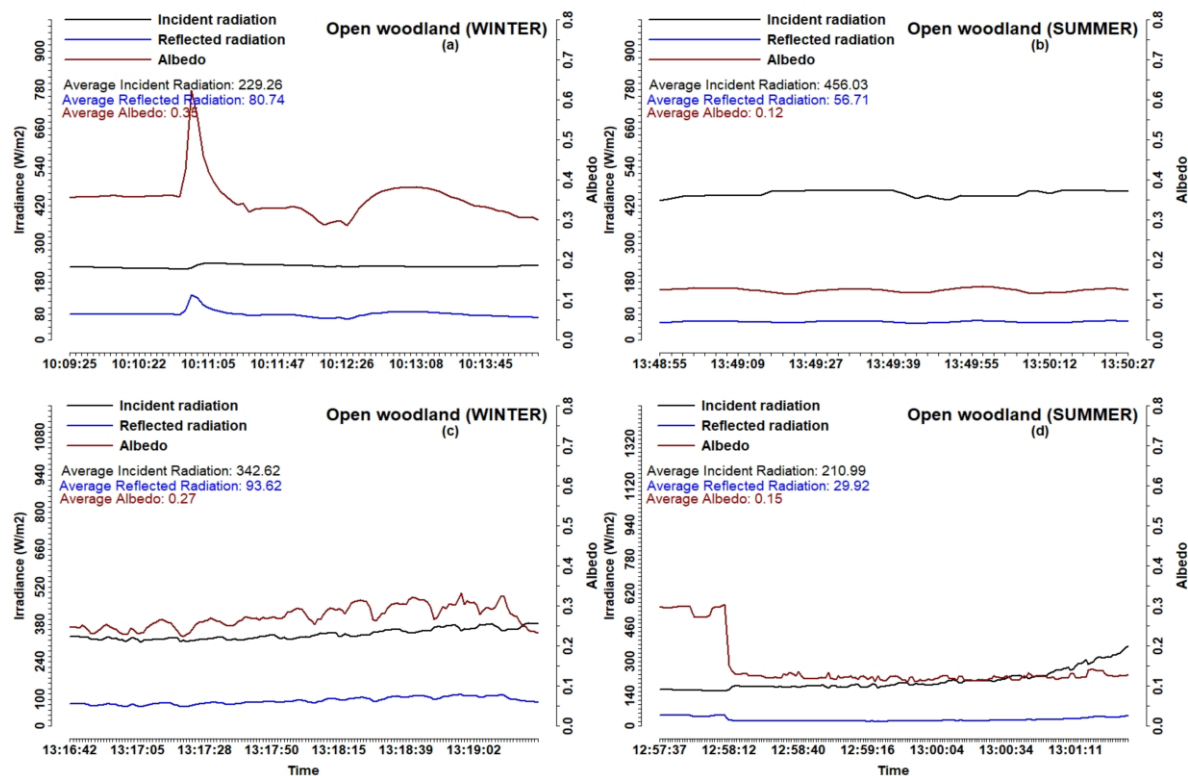 Incident radiation
Reflected radiation
Albedo
Open woodland (WINTER)
(a)
Average Incident Radiation: 229.26
Average Reflected Radiation: 80.74
Average Albedo: 0.35
Irradiance (W/m2)
0 80 180 300 420 540 660 780 900
Albedo
0.0 0.1 0.2 0.3 0.4 0.5 0.6 0.7 0.8
10:09:25 10:10:22 10:11:05 10:11:47 10:12:26 10:13:08 10:13:45
Incident radiation
Reflected radiation
Albedo
Open woodland (SUMMER)
(b)
Average Incident Radiation: 456.03
Average Reflected Radiation: 56.71
Average Albedo: 0.12
Irradiance (W/m2)
0 80 180 300 420 540 660 780 900
Albedo
0.0 0.1 0.2 0.3 0.4 0.5 0.6 0.7 0.8
13:48:55 13:49:09 13:49:27 13:49:39 13:49:55 13:50:12 13:50:27
Incident radiation
Reflected radiation
Albedo
Open woodland (WINTER)
(c)
Average Incident Radiation: 342.62
Average Reflected Radiation: 93.62
Average Albedo: 0.27
Irradiance (W/m2)
0 100 240 380 520 660 800 940 1080
Albedo
0.0 0.1 0.2 0.3 0.4 0.5 0.6 0.7 0.8
13:16:42 13:17:05 13:17:28 13:17:50 13:18:15 13:18:39 13:19:02
Time
Incident radiation
Reflected radiation
Albedo
Open woodland (SUMMER)
(d)
Average Incident Radiation: 210.99
Average Reflected Radiation: 29.92
Average Albedo: 0.15
Irradiance (W/m2)
0 140 300 460 620 780 940 1120 1320
Albedo
0.0 0.1 0.2 0.3 0.4 0.5 0.6 0.7 0.8
12:57:37 12:58:12 12:58:40 12:59:16 13:00:04 13:00:34 13:01:11
Time